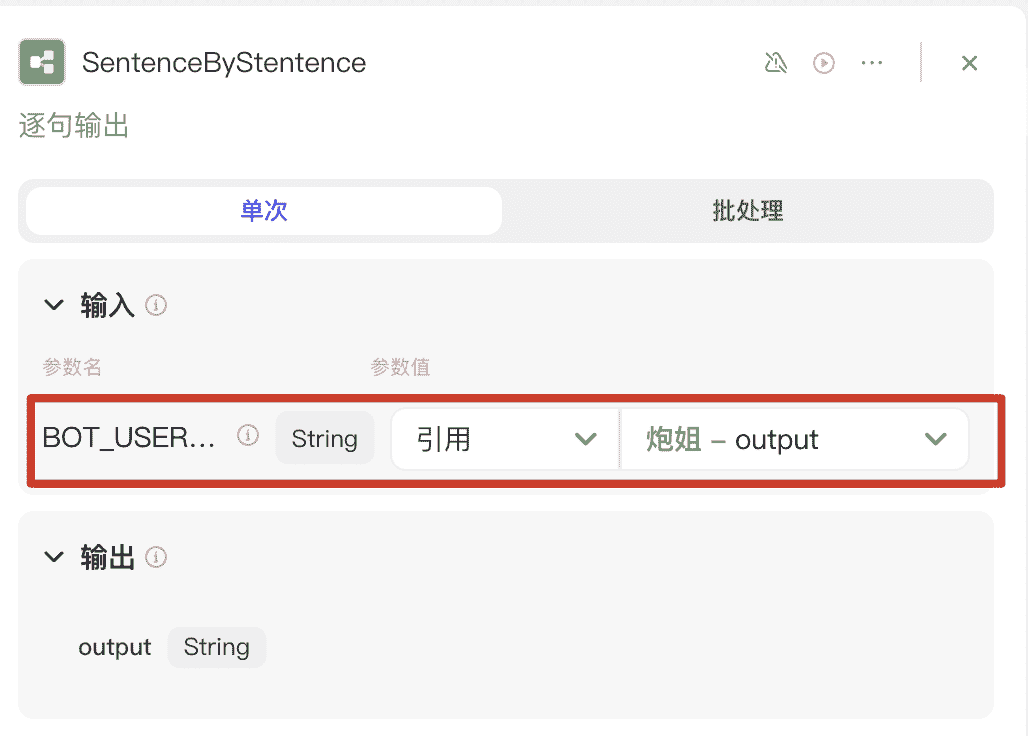 SentenceByStentence
逐句输出
单次 批处理
输入
参数名 参数值
BOT_USER... String 引用 炮姐 – output
输出
output String